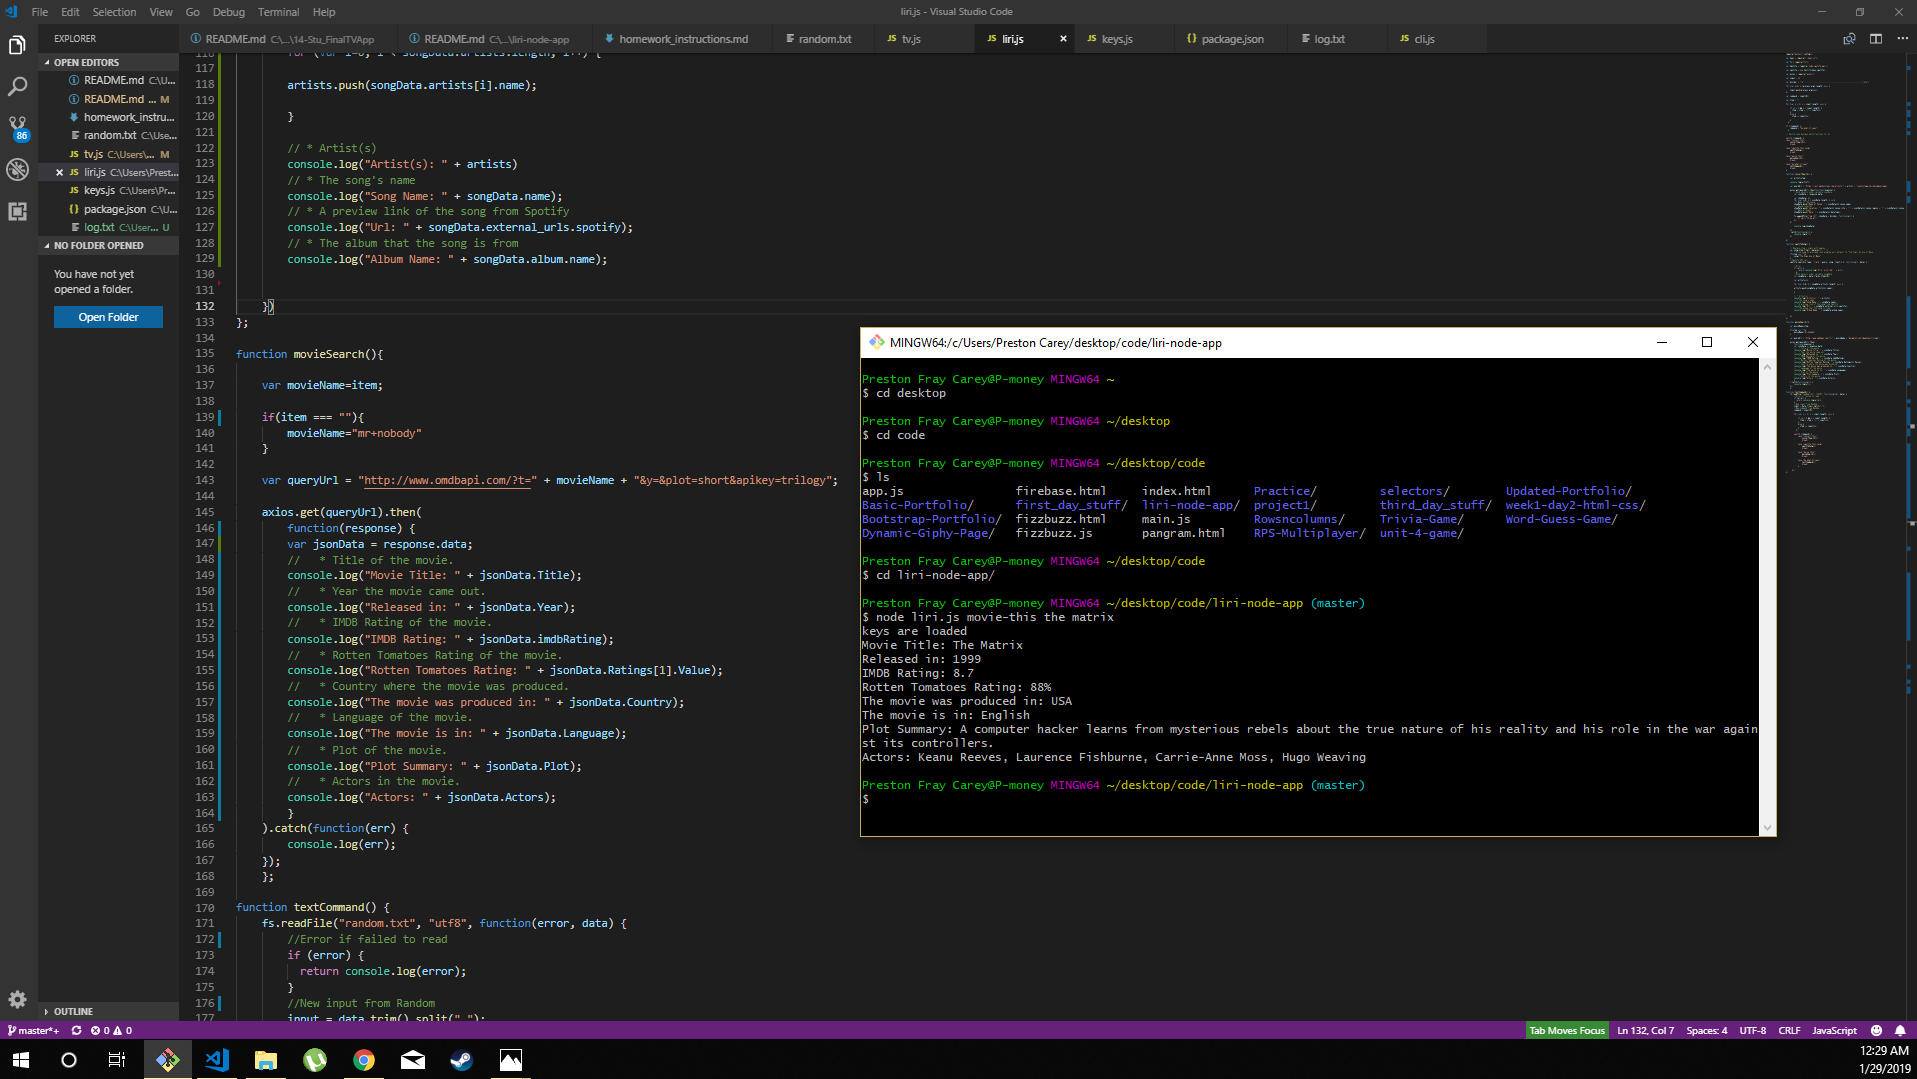 File Edit Selection View Go Debug Terminal Help
liri.js - Visual Studio Code
EXPLORER
README.md C:\...\14-Stu_FinalTVApp
README.md C:\...\liri-node-app
homework_instructions.md
random.txt
tv.js
liri.js
keys.js
package.json
log.txt
cli.js
OPEN EDITORS
README.md C:\U...
README.md ... M
homework_instru...
random.txt C:\Use...
tv.js C:\Users\... M
liri.js C:\Users\Prest...
keys.js C:\Users\Pr...
package.json C:\U...
log.txt C:\User... U
NO FOLDER OPENED
You have not yet
opened a folder.
Open Folder
OUTLINE
86
117
118 artists.push(songData.artists[i].name);
119
120 }
121
122 // * Artist(s)
123 console.log("Artist(s): " + artists)
124 // * The song's name
125 console.log("Song Name: " + songData.name);
126 // * A preview link of the song from Spotify
127 console.log("Url: " + songData.external_urls.spotify);
128 // * The album that the song is from
129 console.log("Album Name: " + songData.album.name);
130
131
132 })
133 };
134
135 function movieSearch(){
136
137 var movieName=item;
138
139 if(item === ""){
140 movieName="mr+nobody"
141 }
142
143 var queryUrl = "http://www.omdbapi.com/?t=" + movieName + "&y=&plot=short&apikey=trilogy";
144
145 axios.get(queryUrl).then(
146 function(response) {
147 var jsonData = response.data;
148 // * Title of the movie.
149 console.log("Movie Title: " + jsonData.Title);
150 // * Year the movie came out.
151 console.log("Released in: " + jsonData.Year);
152 // * IMDB Rating of the movie.
153 console.log("IMDB Rating: " + jsonData.imdbRating);
154 // * Rotten Tomatoes Rating of the movie.
155 console.log("Rotten Tomatoes Rating: " + jsonData.Ratings[1].Value);
156 // * Country where the movie was produced.
157 console.log("The movie was produced in: " + jsonData.Country);
158 // * Language of the movie.
159 console.log("The movie is in: " + jsonData.Language);
160 // * Plot of the movie.
161 console.log("Plot Summary: " + jsonData.Plot);
162 // * Actors in the movie.
163 console.log("Actors: " + jsonData.Actors);
164 }
165 ).catch(function(err) {
166 console.log(err);
167 });
168 };
169
170 function textCommand() {
171 fs.readFile("random.txt", "utf8", function(error, data) {
172 //Error if failed to read
173 if (error) {
174 return console.log(error);
175 }
176 //New input from Random
177 input = data.trim().split(" ");
MINGW64:/c/Users/Preston Carey/desktop/code/liri-node-app
Preston Fray Carey@P-money MINGW64 ~
$ cd desktop
Preston Fray Carey@P-money MINGW64 ~/desktop
$ cd code
Preston Fray Carey@P-money MINGW64 ~/desktop/code
$ ls
app.js firebase.html index.html Practice/ selectors/ Updated-Portfolio/
Basic-Portfolio/ first_day_stuff/ liri-node-app/ project1/ third_day_stuff/ week1-day2-html-css/
Bootstrap-Portfolio/ fizzbuzz.html main.js Rowsncolumns/ Trivia-Game/ Word-Guess-Game/
Dynamic-Giphy-Page/ fizzbuzz.js pangram.html RPS-Multiplayer/ unit-4-game/
Preston Fray Carey@P-money MINGW64 ~/desktop/code
$ cd liri-node-app/
Preston Fray Carey@P-money MINGW64 ~/desktop/code/liri-node-app (master)
$ node liri.js movie-this the matrix
keys are loaded
Movie Title: The Matrix
Released in: 1999
IMDB Rating: 8.7
Rotten Tomatoes Rating: 88%
The movie was produced in: USA
The movie is in: English
Plot Summary: A computer hacker learns from mysterious rebels about the true nature of his reality and his role in the war again
st its controllers.
Actors: Keanu Reeves, Laurence Fishburne, Carrie-Anne Moss, Hugo Weaving
Preston Fray Carey@P-money MINGW64 ~/desktop/code/liri-node-app (master)
$
master*+ 0 0
Tab Moves Focus Ln 132, Col 7 Spaces: 4 UTF-8 CRLF JavaScript
12:29 AM
1/29/2019